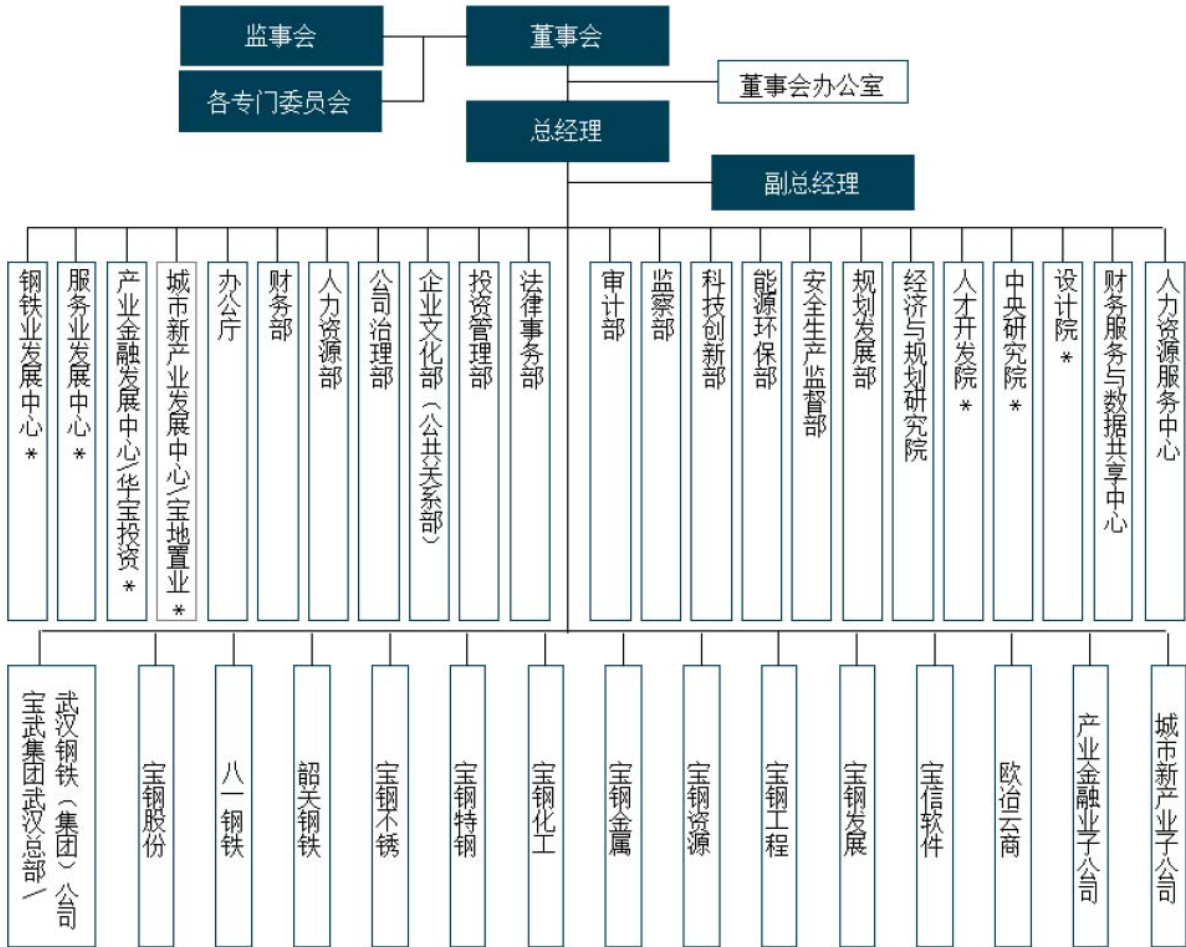 监事会
董事会
各专门委员会
董事会办公室
总经理
副总经理
钢铁业发展中心*
服务业发展中心*
产业金融发展中心/华宝投资*
城市新产业发展中心/宝地置业*
办公厅
财务部
人力资源部
公司治理部
企业文化部（公共关系部）
投资管理部
法律事务部
审计部
监察部
科技创新部
能源环保部
安全生产监督部
规划发展部
经济与规划研究院
人才开发院*
中央研究院*
设计院*
财务服务与数据共享中心
人力资源服务中心
宝武集团武汉总部/
武汉钢铁（集团）公司
宝钢股份
八一钢铁
韶关钢铁
宝钢不锈
宝钢特钢
宝钢化工
宝钢金属
宝钢资源
宝钢工程
宝钢发展
宝信软件
欧冶云商
产业金融业子公司
城市新产业子公司